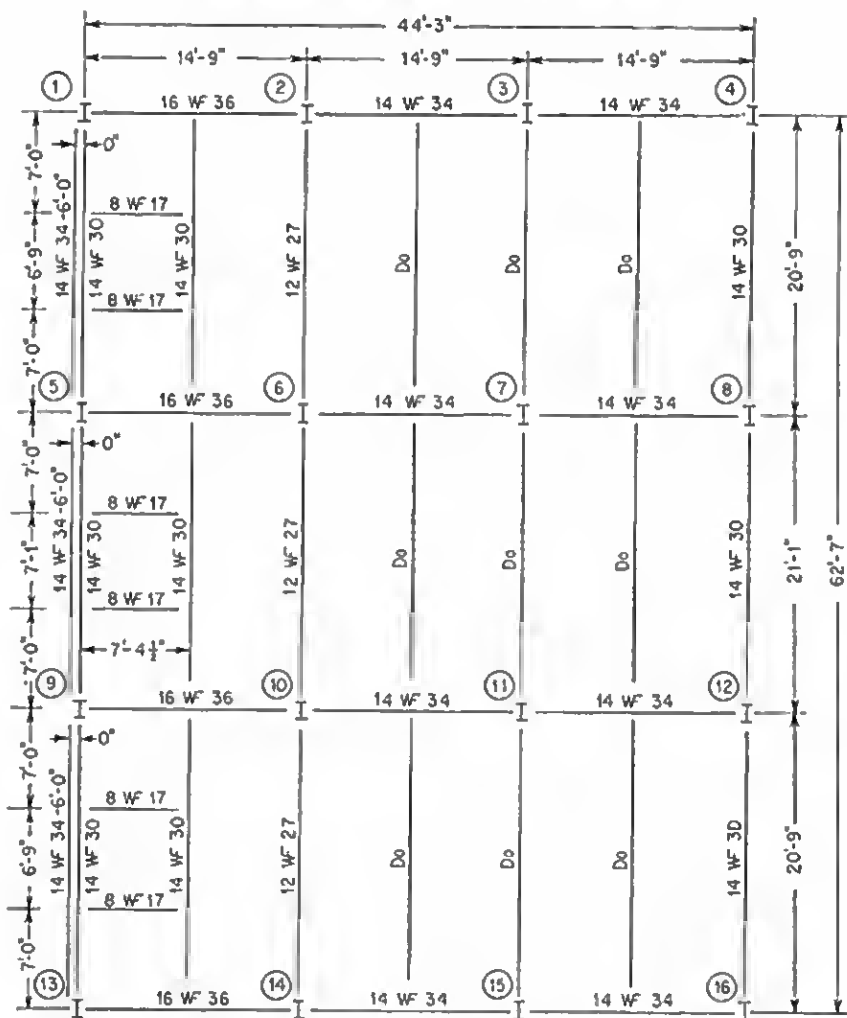 44'-3"
14'-9" 14'-9" 14'-9"
1 2 3 4
16 WF 36 14 WF 34 14 WF 34
0"
7'-0"
8 WF 17
6'-9"
14 WF 34-6'-0"
14 WF 30
14 WF 30
12 WF 27
Do
Do
Do
14 WF 30
20'-9"
8 WF 17
7'-0"
5 6 7 8
16 WF 36 14 WF 34 14 WF 34
0"
7'-0"
8 WF 17
7'-1"
14 WF 34-6'-0"
14 WF 30
14 WF 30
12 WF 27
Do
Do
Do
14 WF 30
21'-1"
62'-7"
8 WF 17
7'-4½"
7'-0"
9 10 11 12
16 WF 36 14 WF 34 14 WF 34
0"
7'-0"
8 WF 17
6'-9"
14 WF 34-6'-0"
14 WF 30
14 WF 30
12 WF 27
Do
Do
Do
14 WF 30
20'-9"
8 WF 17
7'-0"
13 14 15 16
16 WF 36 14 WF 34 14 WF 34